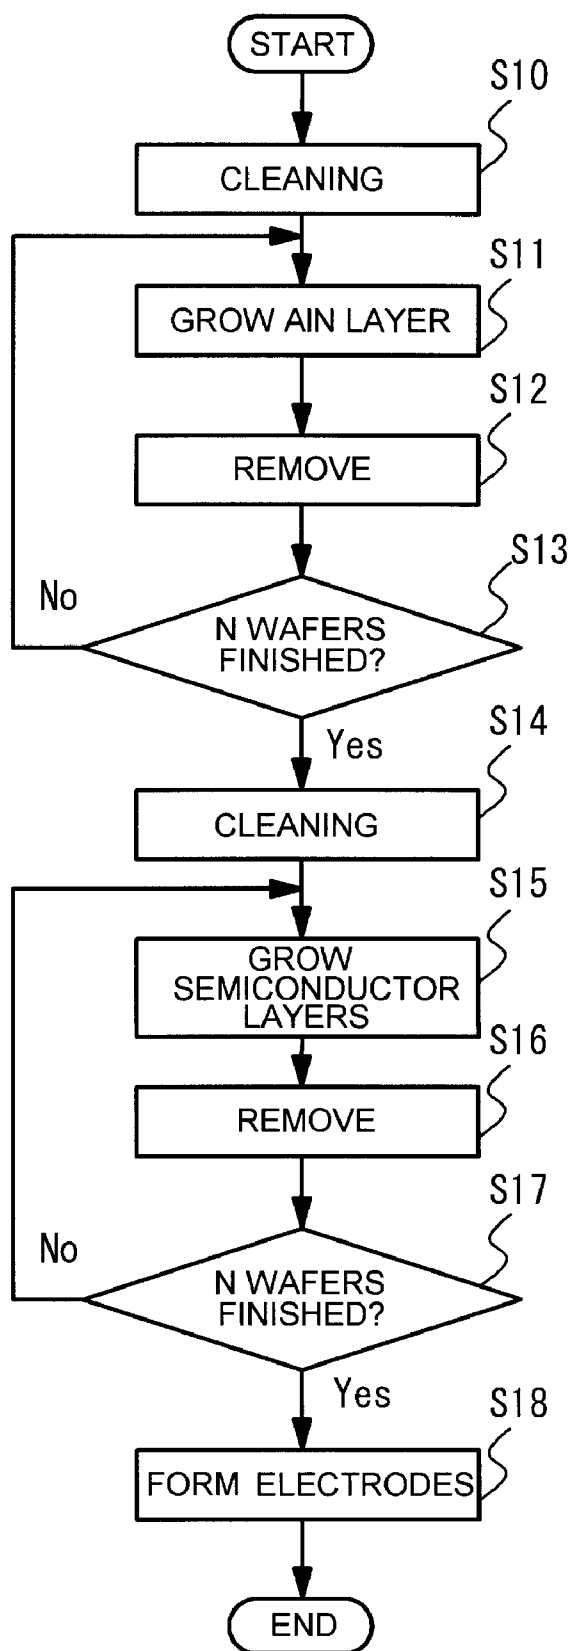 START
S10
CLEANING
S11
GROW AlN LAYER
S12
REMOVE
S13
No
N WAFERS
FINISHED?
Yes
S14
CLEANING
S15
GROW
SEMICONDUCTOR
LAYERS
S16
REMOVE
S17
No
N WAFERS
FINISHED?
Yes
S18
FORM ELECTRODES
END